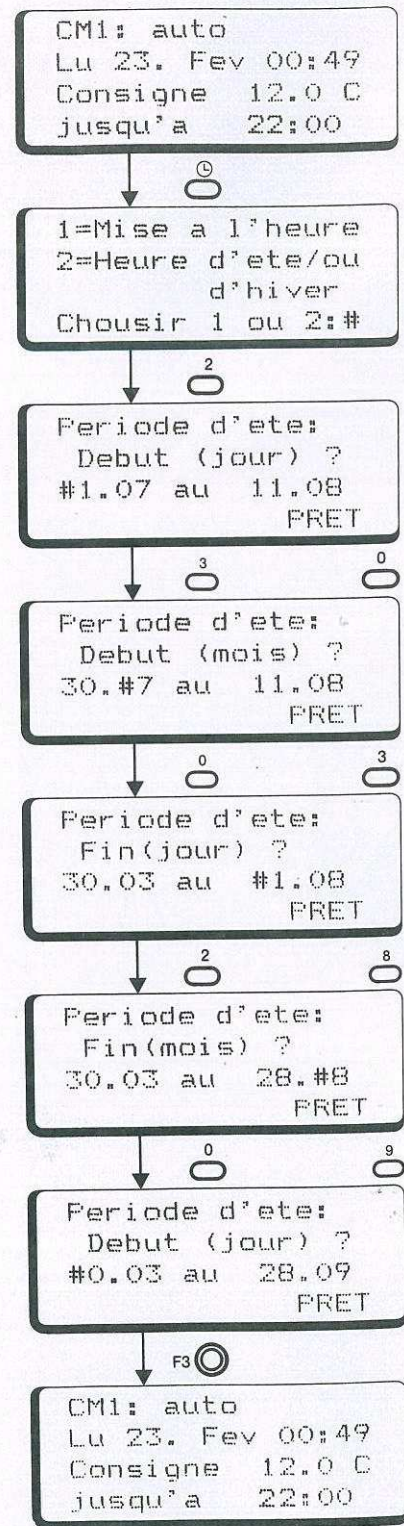 CM1: auto
Lu 23. Fev 00:49
Consigne 12.0 C
jusqu'a 22:00
1=Mise a l'heure
2=Heure d'ete/ou
d'hiver
Chousir 1 ou 2:#
2
Periode d'ete:
Debut (jour) ?
#1.07 au 11.08
PRET
3 0
Periode d'ete:
Debut (mois) ?
30.#7 au 11.08
PRET
0 3
Periode d'ete:
Fin(jour) ?
30.03 au #1.08
PRET
2 8
Periode d'ete:
Fin(mois) ?
30.03 au 28.#8
PRET
0 9
Periode d'ete:
Debut (jour) ?
#0.03 au 28.09
PRET
F3
CM1: auto
Lu 23. Fev 00:49
Consigne 12.0 C
jusqu'a 22:00